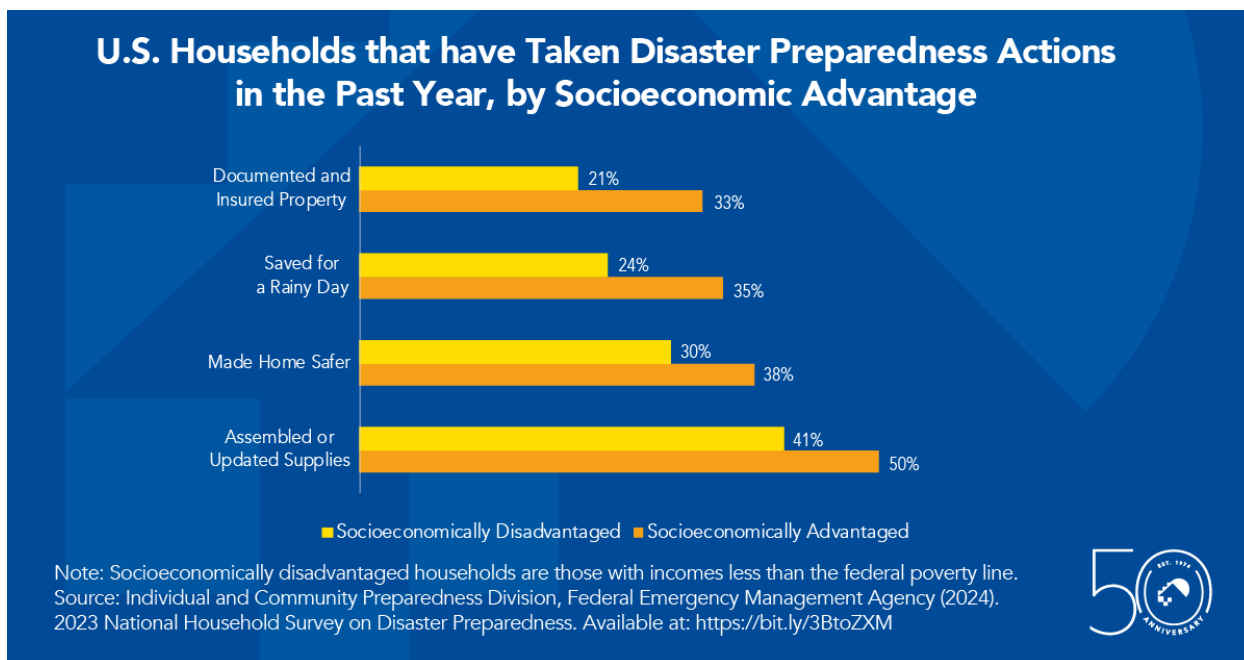 U.S. Households that have Taken Disaster Preparedness Actions
in the Past Year, by Socioeconomic Advantage
Documented and
Insured Property
21%
33%
Saved for
a Rainy Day
24%
35%
Made Home Safer
30%
38%
Assembled or
Updated Supplies
41%
50%
Socioeconomically Disadvantaged
Socioeconomically Advantaged
Note: Socioeconomically disadvantaged households are those with incomes less than the federal poverty line.
Source: Individual and Community Preparedness Division, Federal Emergency Management Agency (2024).
2023 National Household Survey on Disaster Preparedness. Available at: https://bit.ly/3BtoZXM
50
EST. 1976
ANNIVERSARY